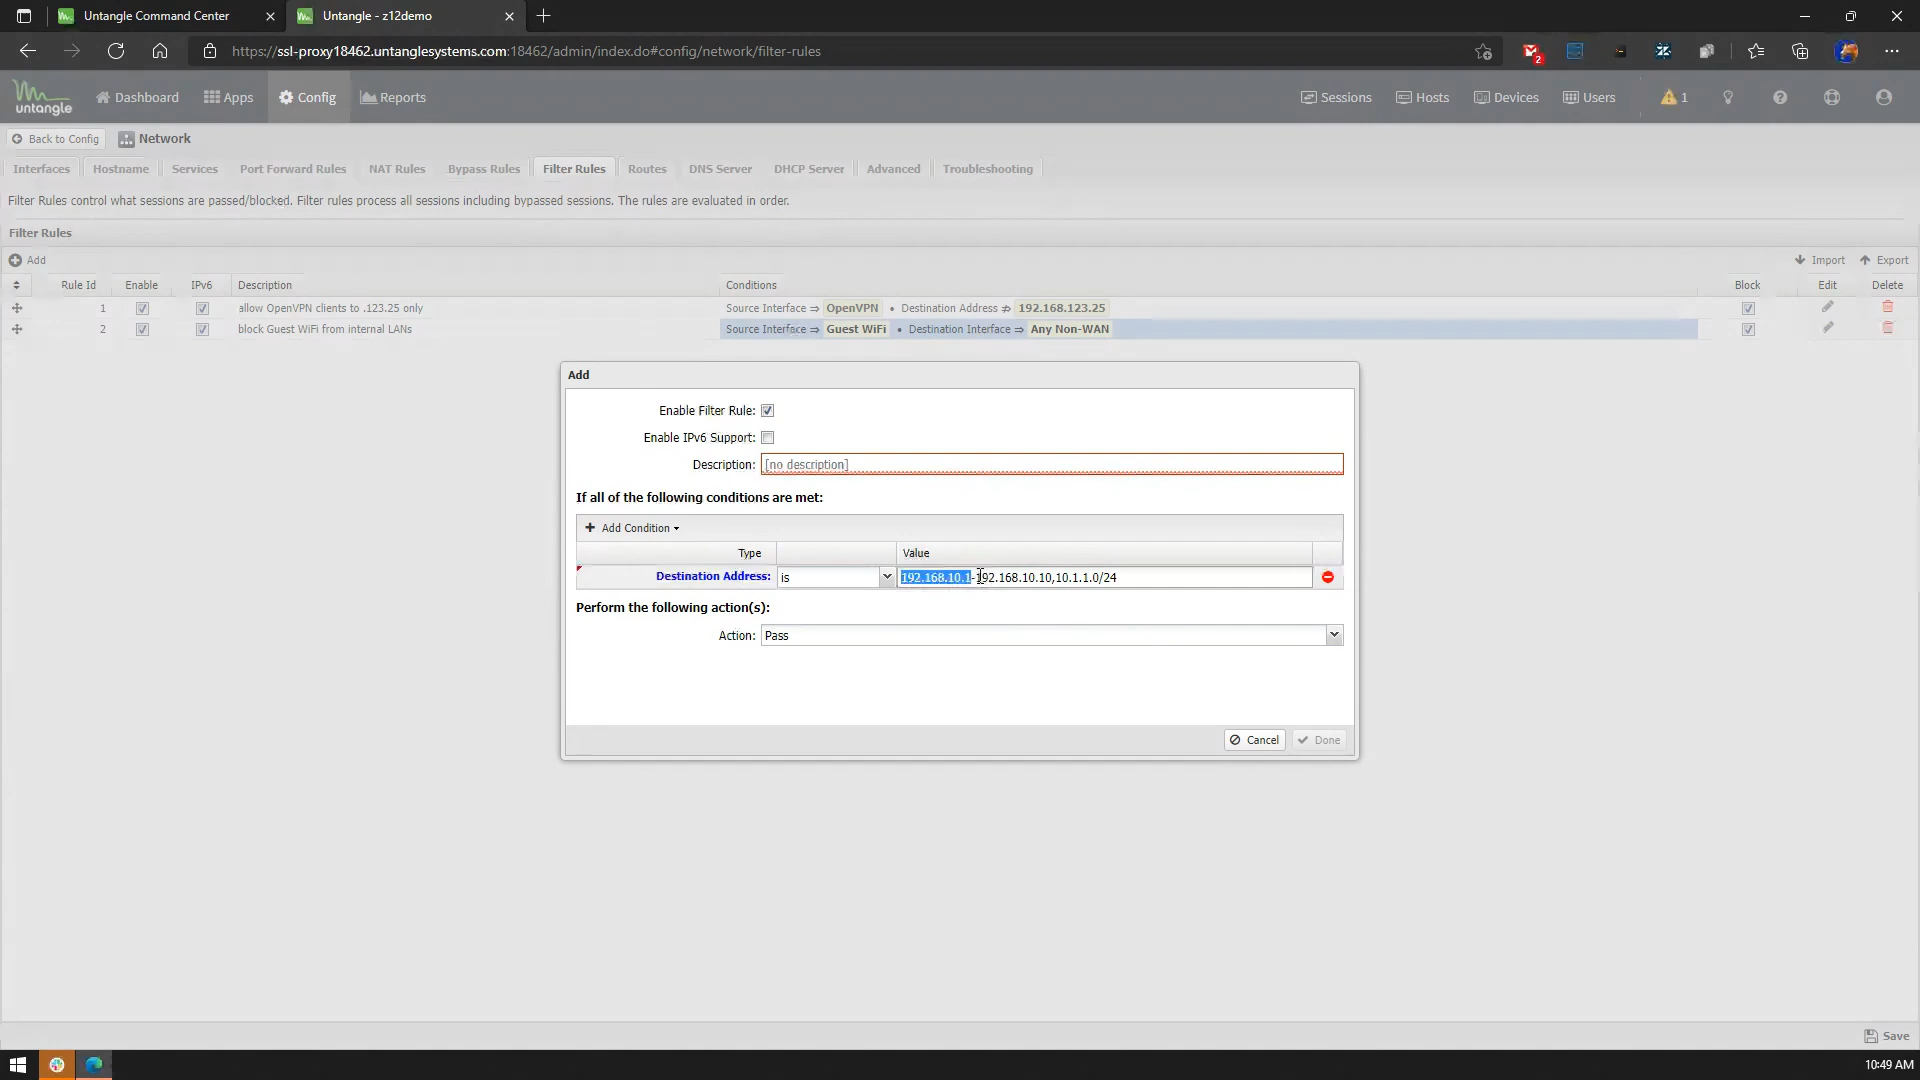 Untangle Command Center
Untangle - z12demo
https://ssl-proxy18462.untanglesystems.com:18462/admin/index.do#config/network/filter-rules
2
untangle
Dashboard
Apps
Config
Reports
Sessions
Hosts
Devices
Users
1
Back to Config
Network
Interfaces
Hostname
Services
Port Forward Rules
NAT Rules
Bypass Rules
Filter Rules
Routes
DNS Server
DHCP Server
Advanced
Troubleshooting
Filter Rules control what sessions are passed/blocked. Filter rules process all sessions including bypassed sessions. The rules are evaluated in order.
Filter Rules
Add
Import
Export
Rule Id Enable IPv6 Description Conditions Block Edit Delete
1 allow OpenVPN clients to .123.25 only Source Interface ⇒ OpenVPN • Destination Address ⇏ 192.168.123.25
2 block Guest WiFi from internal LANs Source Interface ⇒ Guest WiFi • Destination Interface ⇒ Any Non-WAN
Add
Enable Filter Rule:
Enable IPv6 Support:
Description: [no description]
If all of the following conditions are met:
Add Condition
Type Value
Destination Address: is 192.168.10.1-192.168.10.10,10.1.1.0/24
Perform the following action(s):
Action: Pass
Cancel
Done
Save
10:49 AM